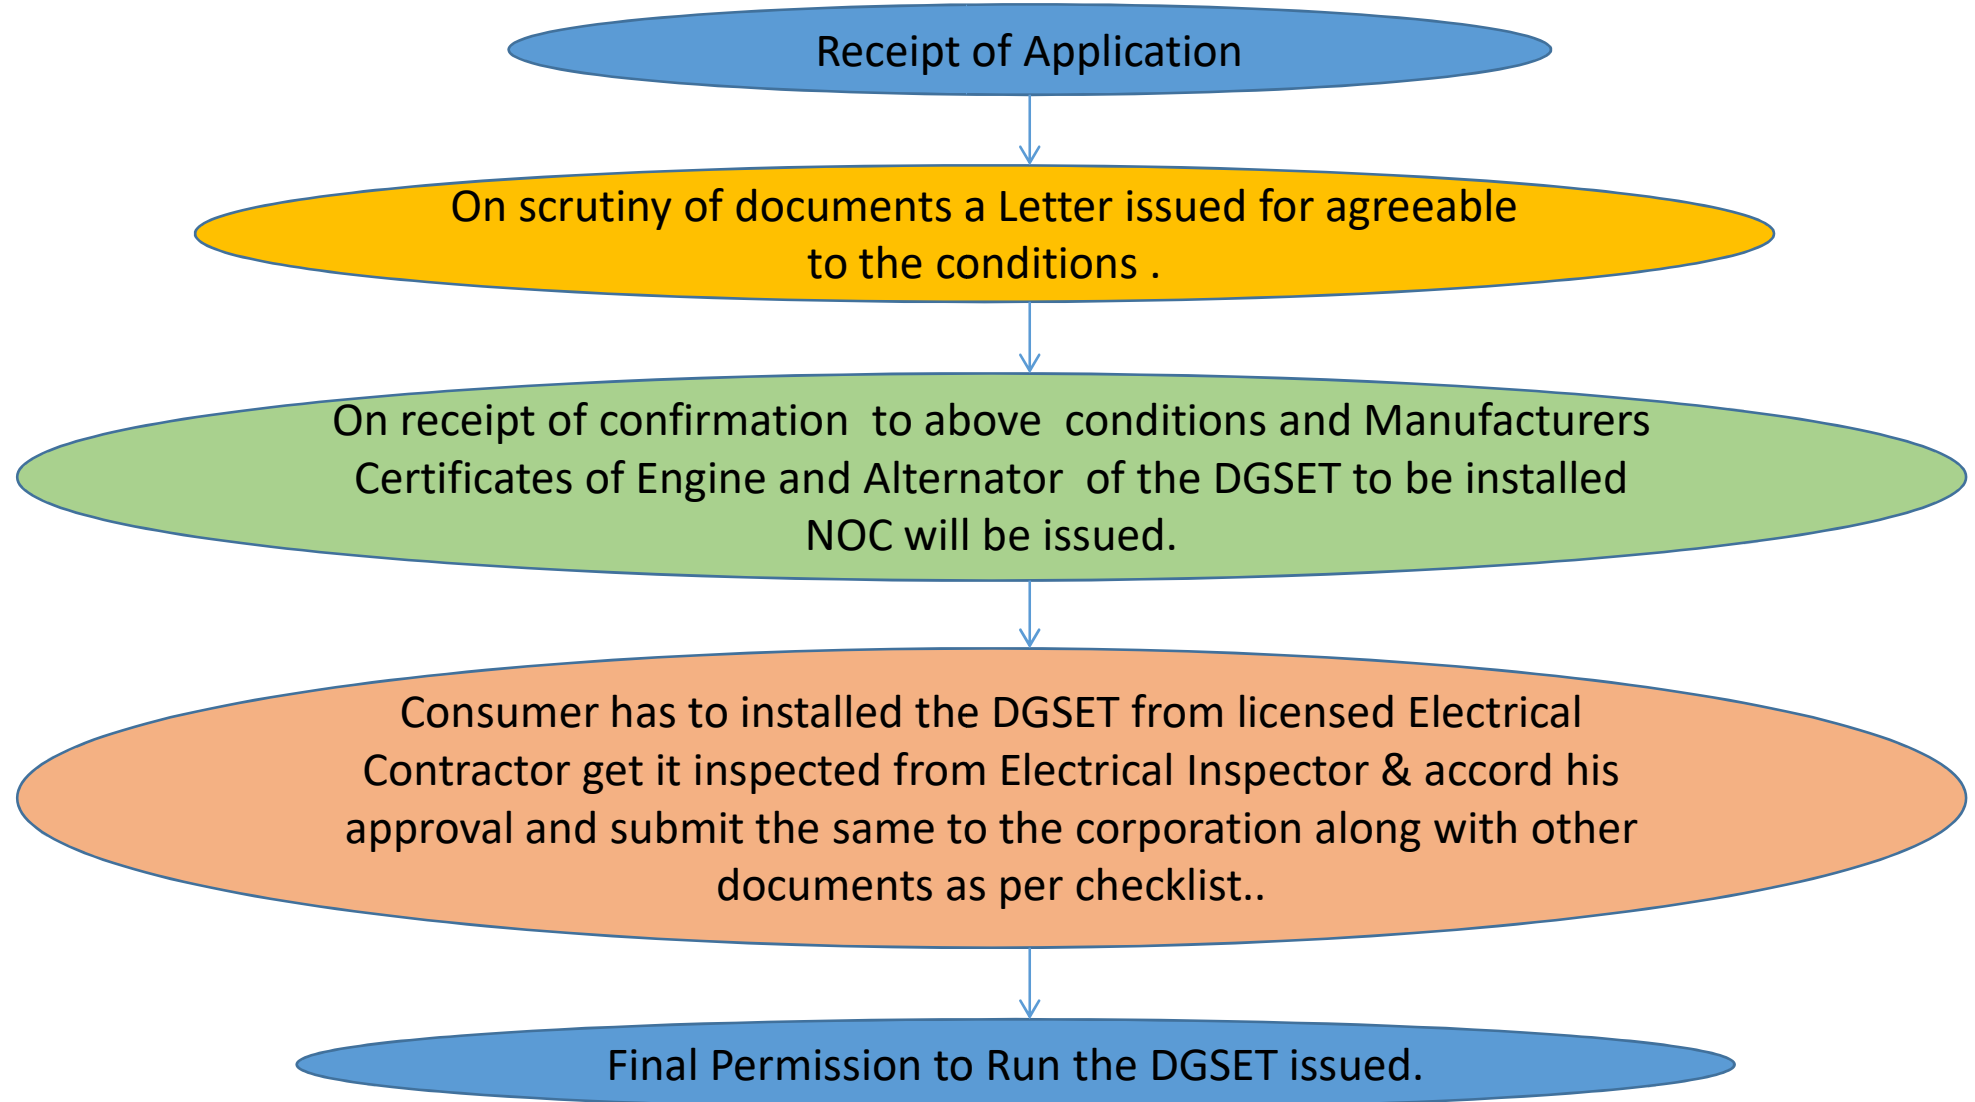 Receipt of Application
On scrutiny of documents a Letter issued for agreeable
to the conditions .
On receipt of confirmation  to above  conditions and Manufacturers
Certificates of Engine and Alternator  of the DGSET to be installed
NOC will be issued.
Consumer has to installed the DGSET from licensed Electrical
Contractor get it inspected from Electrical Inspector & accord his
approval and submit the same to the corporation along with other
documents as per checklist..
Final Permission to Run the DGSET issued.